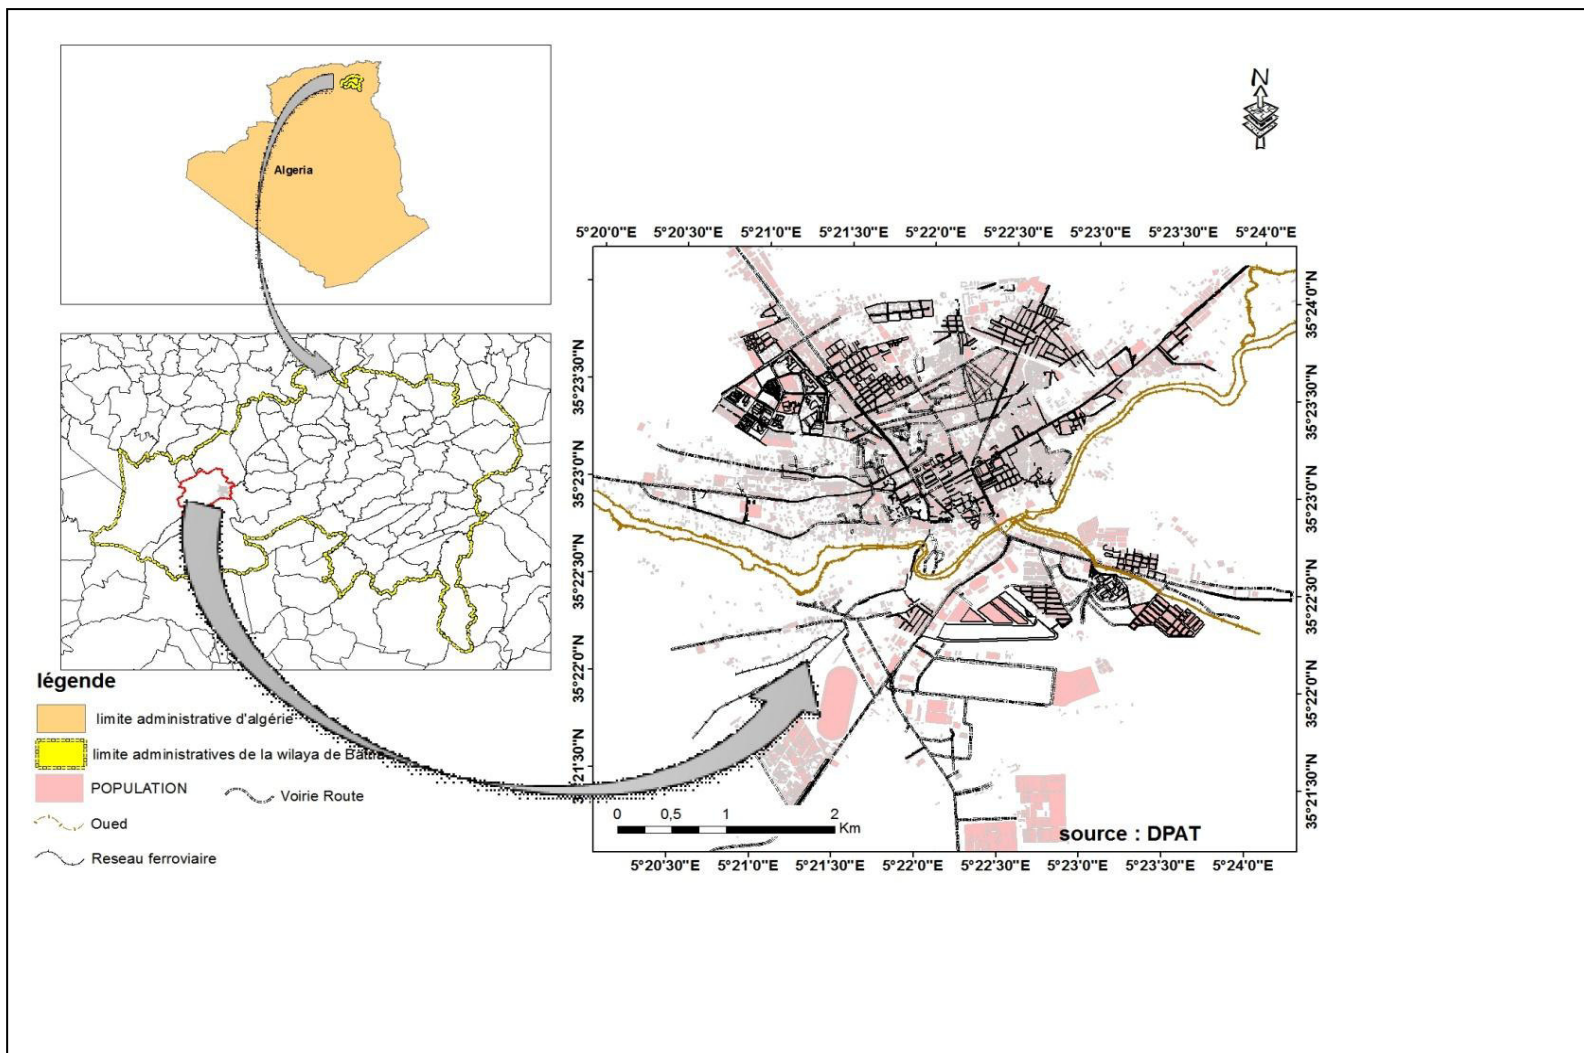 N
Algeria
5°20'0"E 5°20'30"E 5°21'0"E 5°21'30"E 5°22'0"E 5°22'30"E 5°23'0"E 5°23'30"E 5°24'0"E
35°24'0"N
35°23'30"N
35°23'0"N
35°22'30"N
35°22'0"N
35°21'30"N
35°23'30"N
35°23'0"N
35°22'30"N
35°22'0"N
légende
limite administrative d'algérie
limite administratives de la wilaya de
POPULATION
Voirie Route
Oued
Reseau ferroviaire
0 0,5 1 2
Km
source : DPAT
5°20'30"E 5°21'0"E 5°21'30"E 5°22'0"E 5°22'30"E 5°23'0"E 5°23'30"E 5°24'0"E